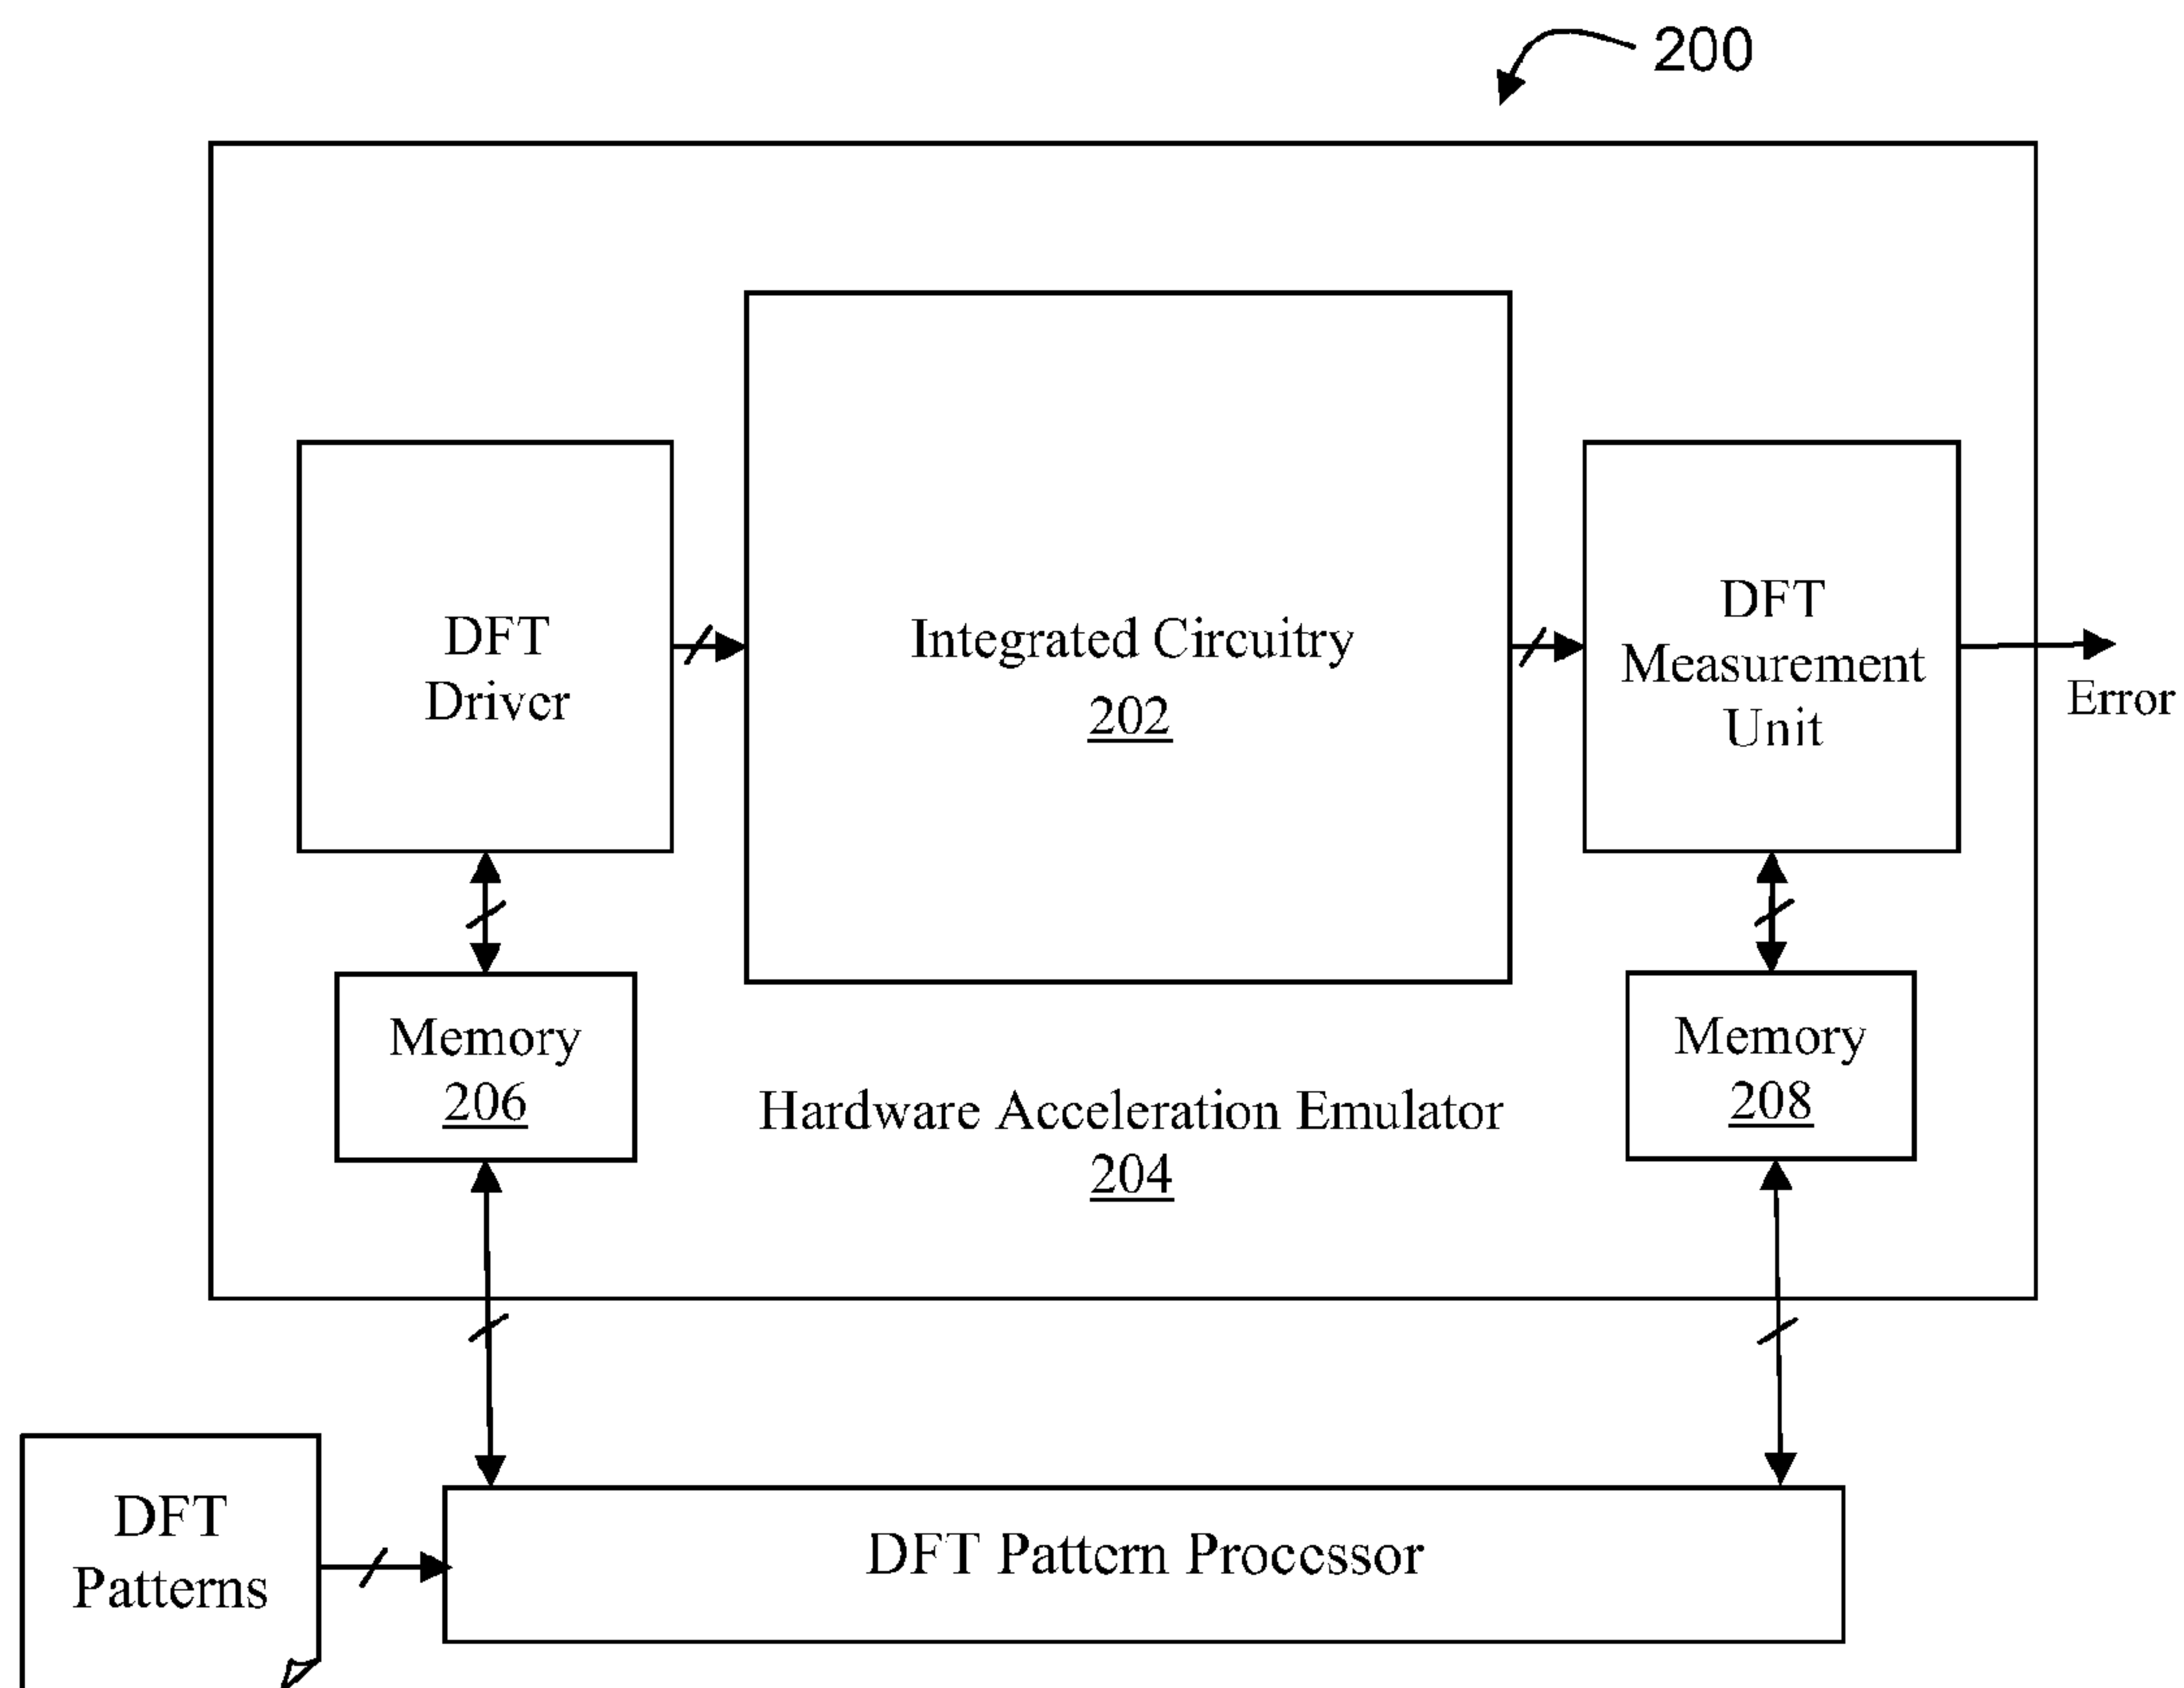 200
DFT
Driver
Integrated Circuitry
202
DFT
Measurement
Unit
Error
Memory
206
Hardware Acceleration Emulator
204
Memory
208
DFT
Patterns
DFT Pattern Processor